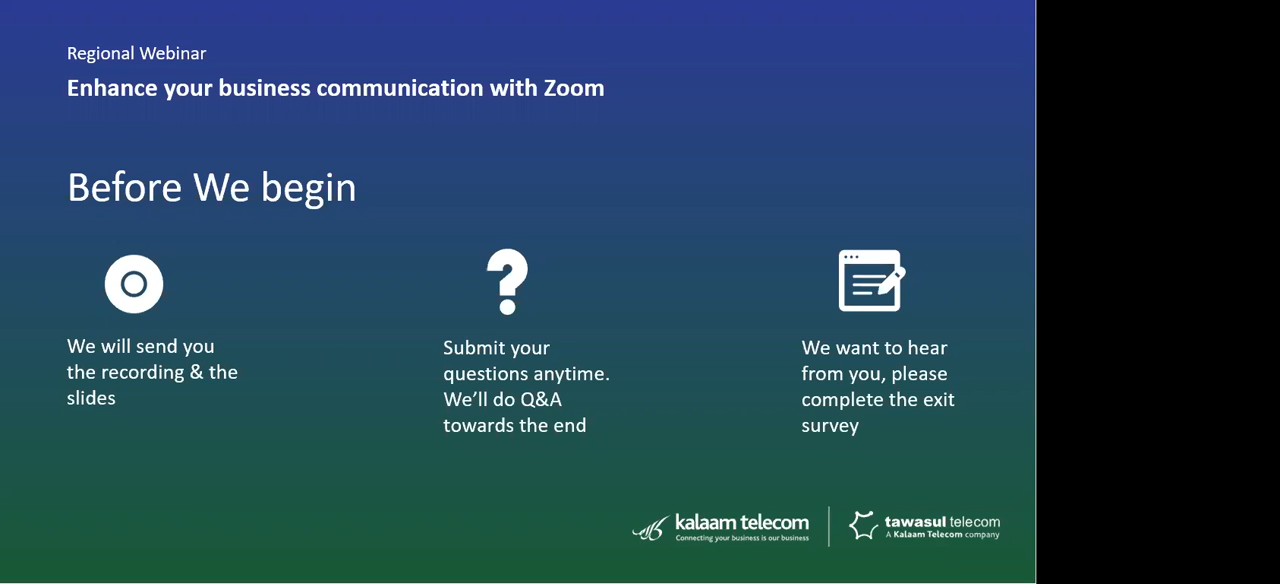 Regional Webinar
Enhance your business communication with Zoom
Before We begin
We will send you
the recording & the
slides
Submit your
questions anytime.
We'll do Q&A
towards the end
We want to hear
from you, please
complete the exit
survey
kalaam telecom
Connecting your business is our business
tawasul telecom
A Kalaam Telecom company